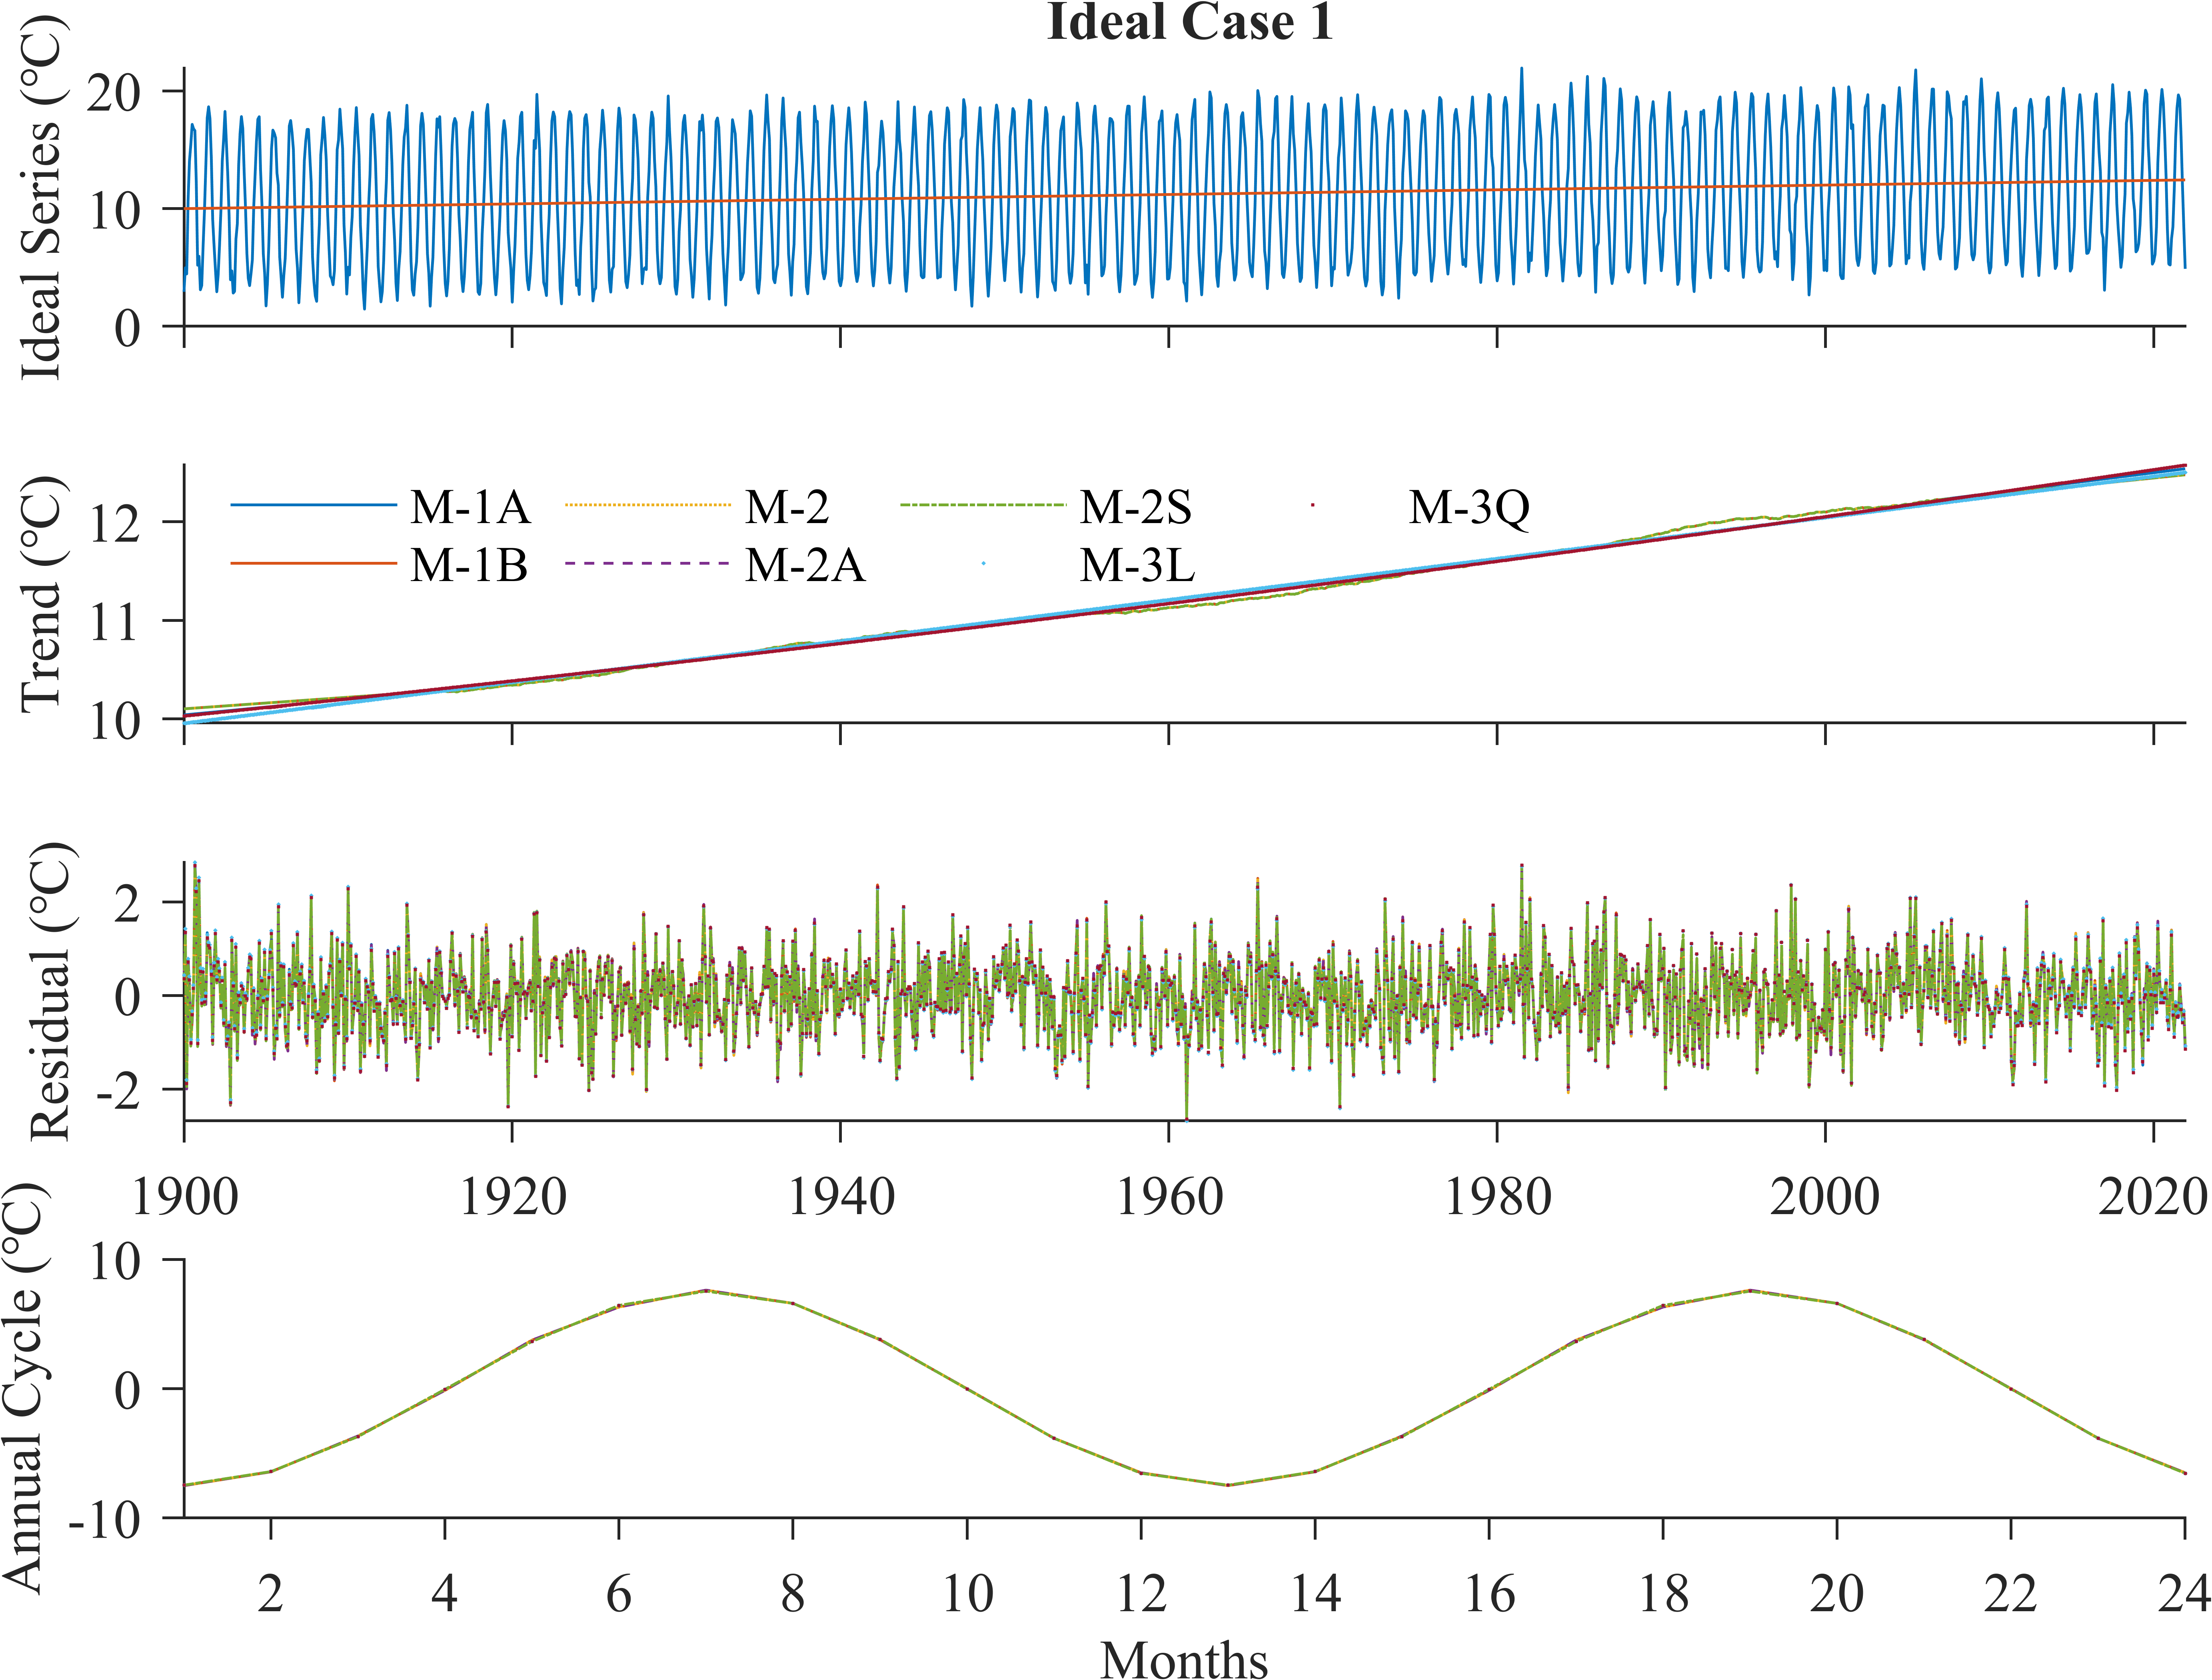 Ideal Case 1
Ideal Series (°C)
20
10
0
Trend (°C)
12
11
10
M-1A
M-2
M-2S
M-3Q
M-1B
M-2A
M-3L
Residual (°C)
2
0
-2
1900 1920 1940 1960 1980 2000 2020
Annual Cycle (°C)
10
0
-10
2 4 6 8 10 12 14 16 18 20 22 24
Months